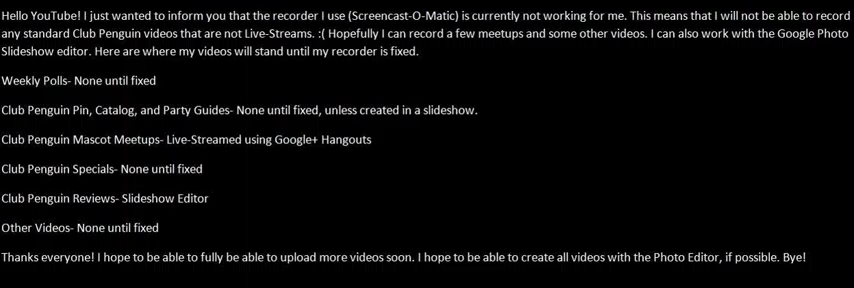 Hello YouTube! I just wanted to inform you that the recorder I use (Screencast-O-Matic) is currently not working for me. This means that I will not be able to record
any standard Club Penguin videos that are not Live-Streams. :( Hopefully I can record a few meetups and some other videos. I can also work with the Google Photo
Slideshow editor. Here are where my videos will stand until my recorder is fixed.
Weekly Polls- None until fixed
Club Penguin Pin, Catalog, and Party Guides- None until fixed, unless created in a slideshow.
Club Penguin Mascot Meetups- Live-Streamed using Google+ Hangouts
Club Penguin Specials- None until fixed
Club Penguin Reviews- Slideshow Editor
Other Videos- None until fixed
Thanks everyone! I hope to be able to fully be able to upload more videos soon. I hope to be able to create all videos with the Photo Editor, if possible. Bye!